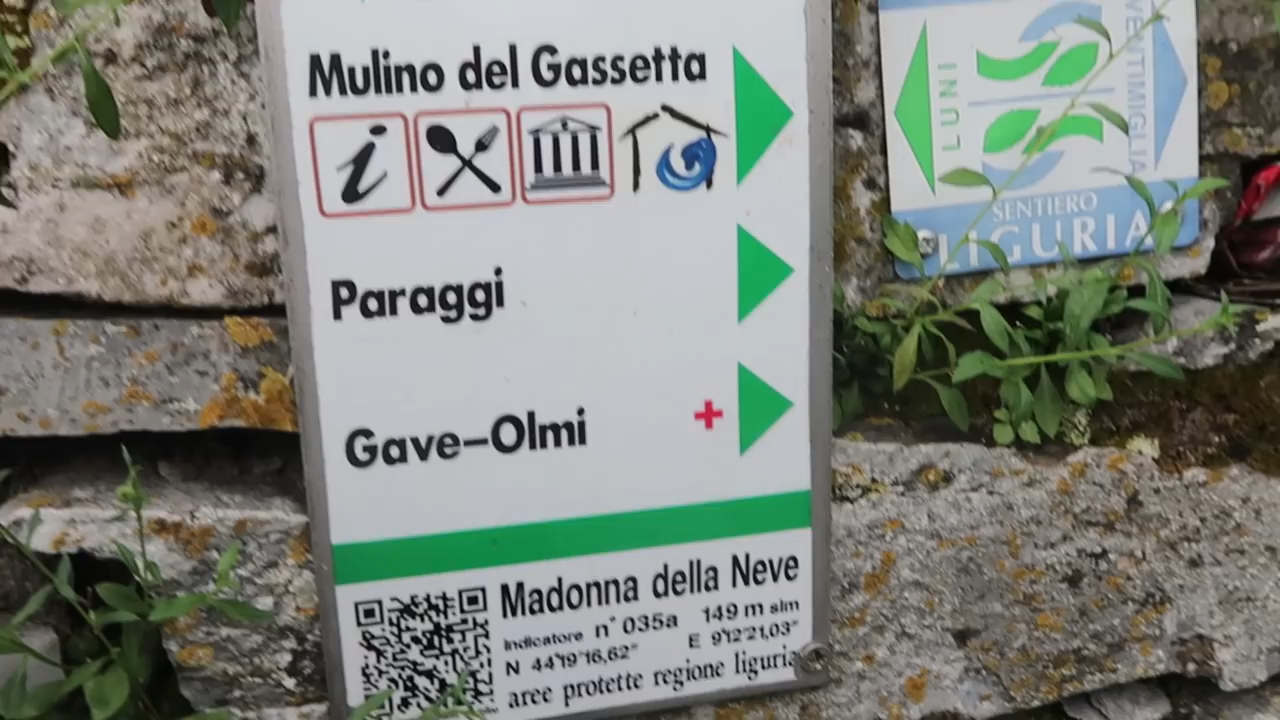 Mulino del Gassetta
i
Paraggi
Gave-Olmi +
Madonna della Neve
Indicatore n° 035a 149 m slm
N 44°19'16,62" E 9°12'21,03"
aree protette regione liguria
LUNI
VENTIMIGLIA
SENTIERO
LIGURIA